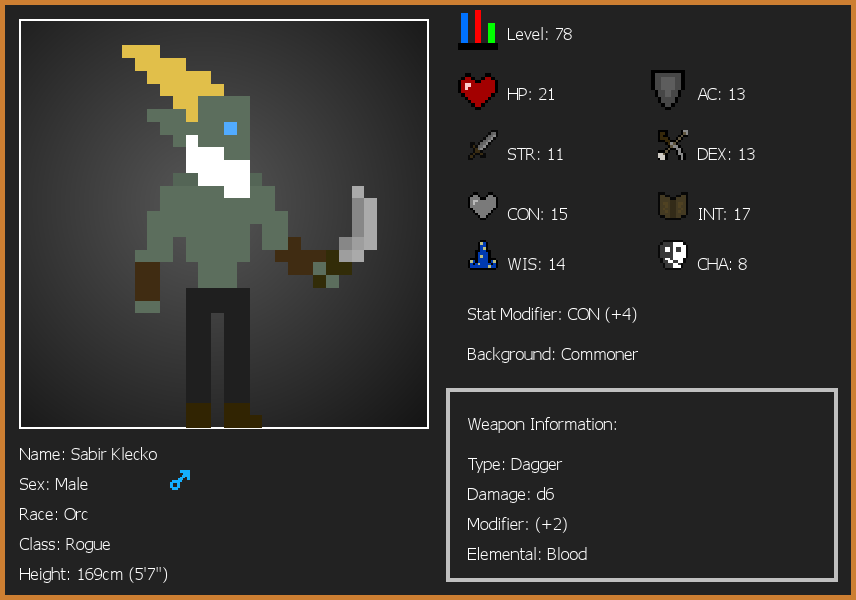 Level: 78
HP: 21
AC: 13
STR: 11
DEX: 13
CON: 15
INT: 17
WIS: 14
CHA: 8
Stat Modifier: CON (+4)
Background: Commoner
Weapon Information:
Type: Dagger
Damage: d6
Modifier: (+2)
Elemental: Blood
Name: Sabir Klecko
Sex: Male
Race: Orc
Class: Rogue
Height: 169cm (5'7")